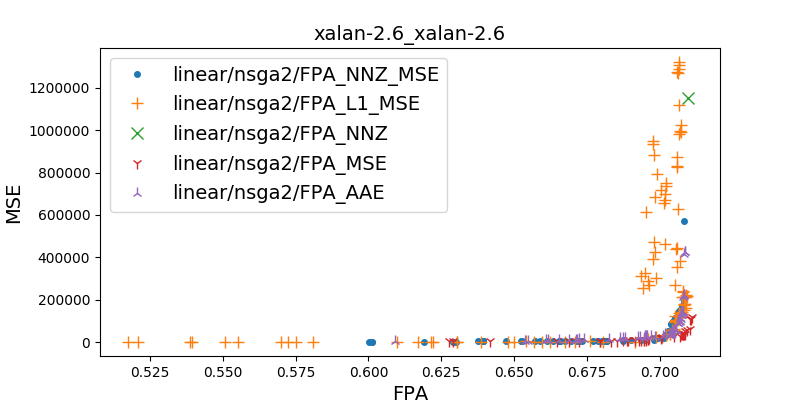 xalan-2.6_xalan-2.6
linear/nsga2/FPA_NNZ_MSE
linear/nsga2/FPA_L1_MSE
linear/nsga2/FPA_NNZ
linear/nsga2/FPA_MSE
linear/nsga2/FPA_AAE
MSE
1200000
1000000
800000
600000
400000
200000
0
0.525 0.550 0.575 0.600 0.625 0.650 0.675 0.700
FPA